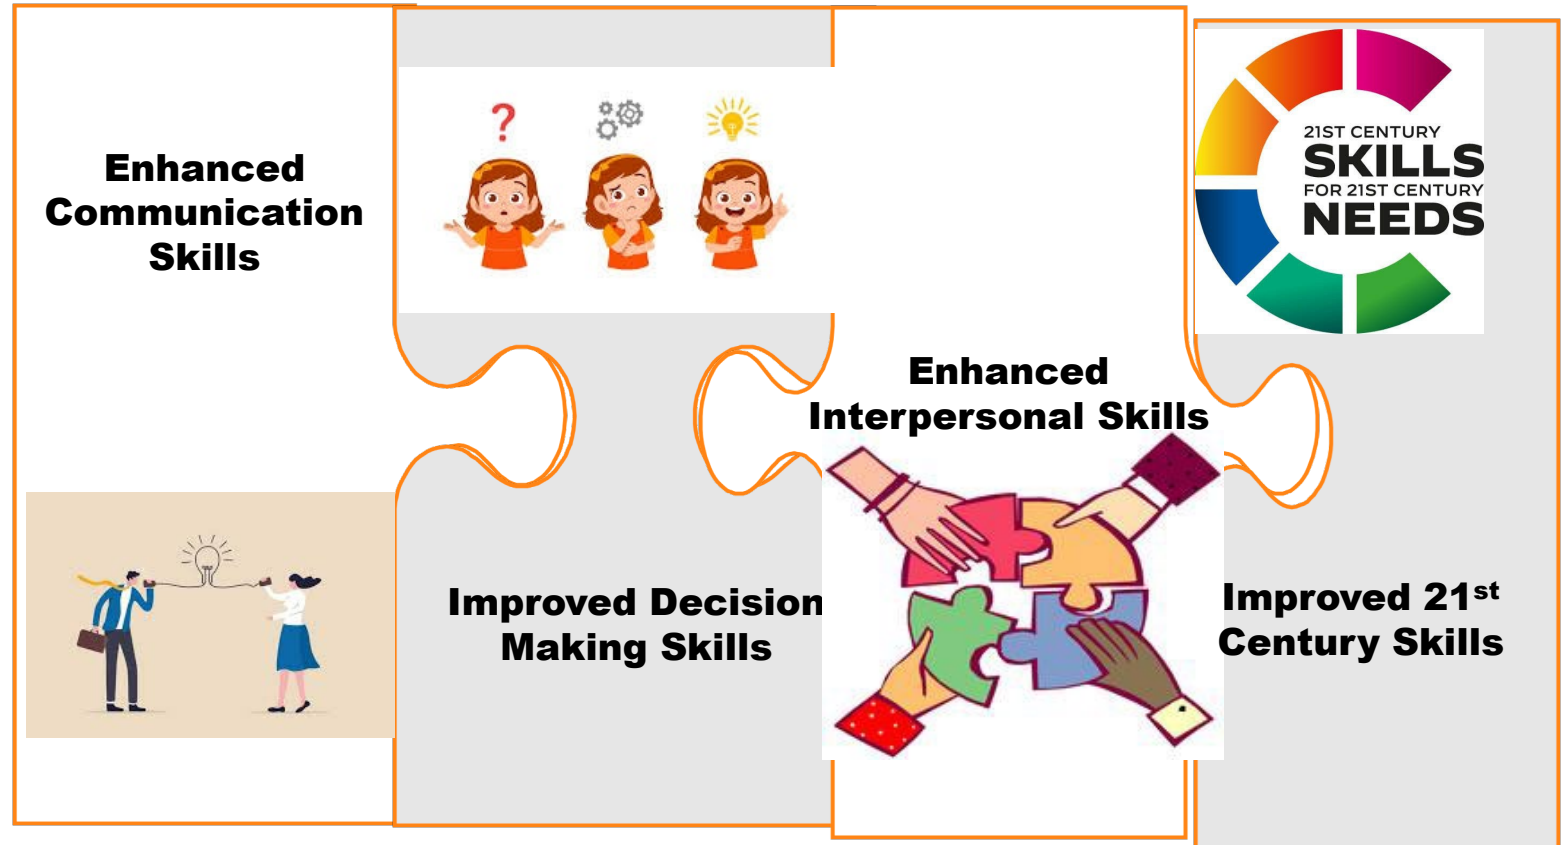 Enhanced
Communication
Skills
?
Improved Decision
Making Skills
Enhanced
Interpersonal Skills
21ST CENTURY
SKILLS
FOR 21ST CENTURY
NEEDS
Improved 21st
Century Skills